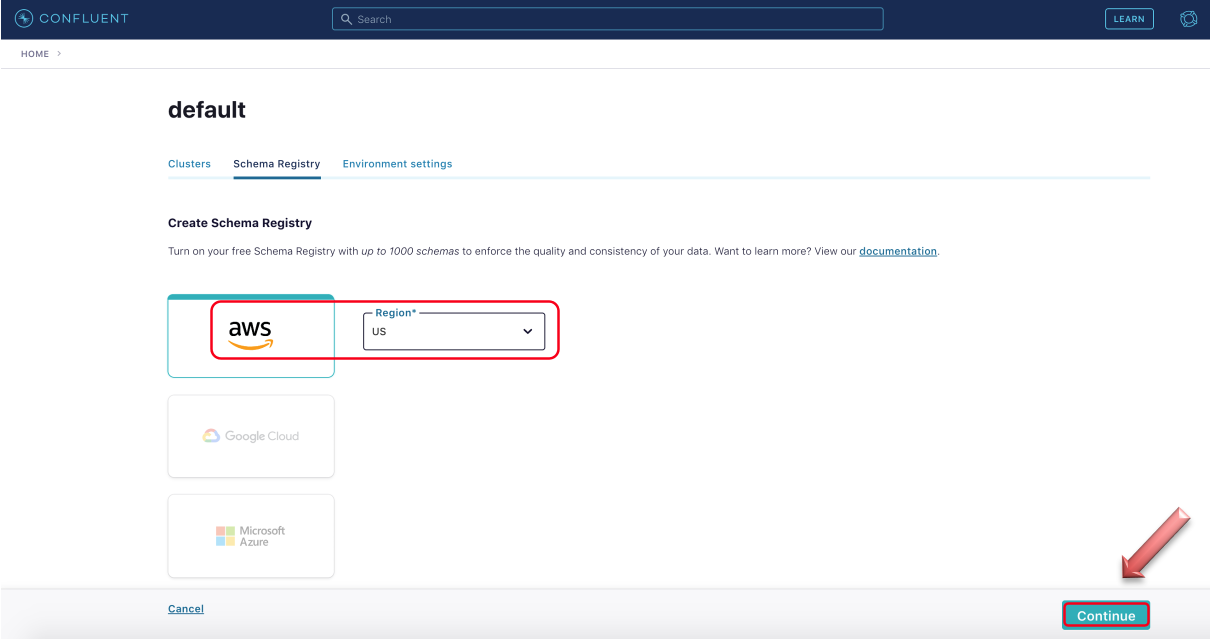 CONFLUENT
Search
LEARN
HOME >
default
Clusters
Schema Registry
Environment settings
Create Schema Registry
Turn on your free Schema Registry with up to 1000 schemas to enforce the quality and consistency of your data. Want to learn more? View our documentation.
aws
Region*
US
Google Cloud
Microsoft
Azure
Cancel
Continue